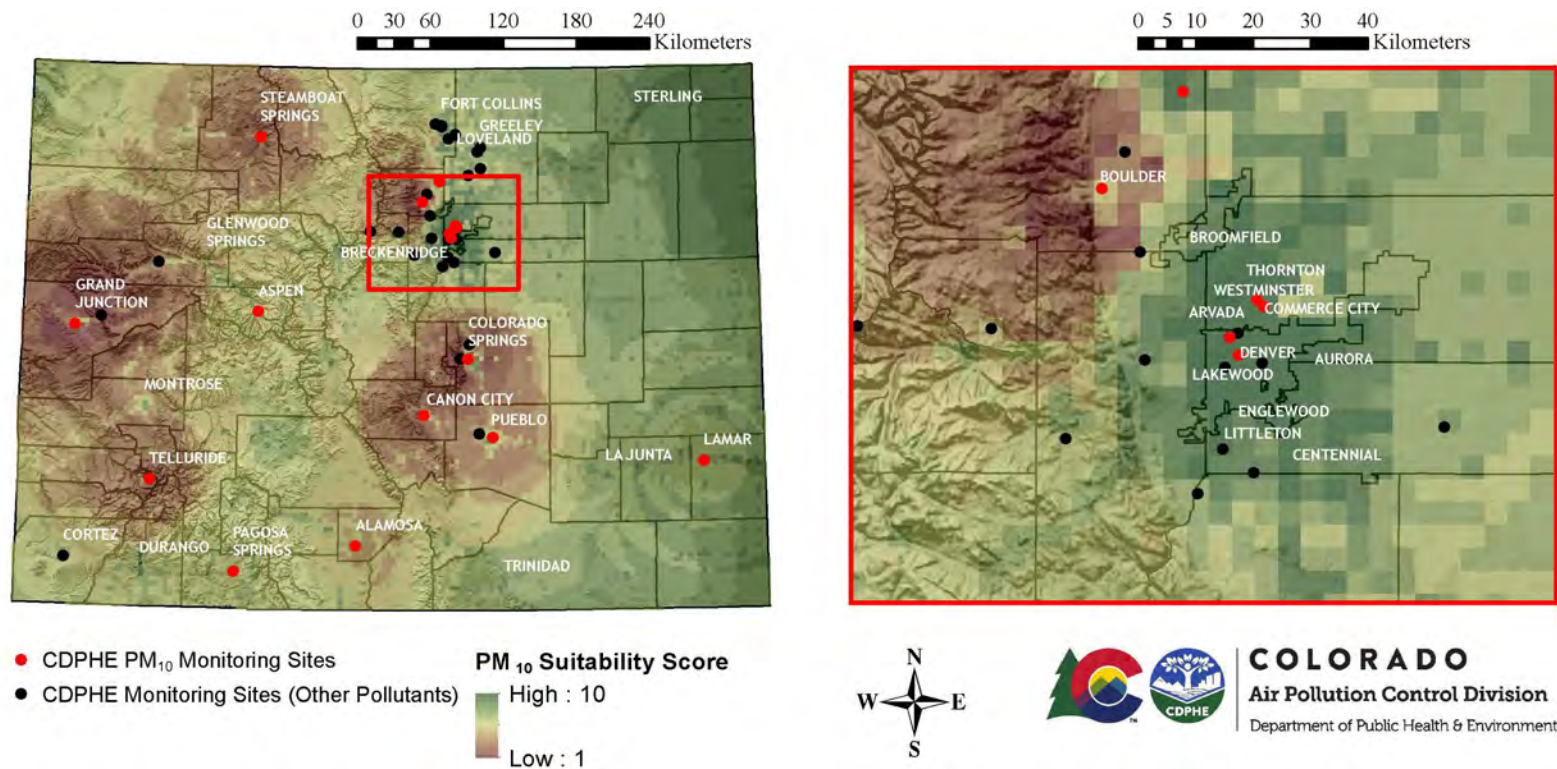 0 30 60 120 180 240
Kilometers
STEAMBOAT
SPRINGS
FORT COLLINS
STERLING
GREELEY
LOVELAND
GLENWOOD
SPRINGS
BRECKENRIDGE
GRAND
JUNCTION
ASPEN
COLORADO
SPRINGS
MONTROSE
CANON CITY
PUEBLO
LA JUNTA
LAMAR
TELLURIDE
CORTEZ
DURANGO
PAGOSA
SPRINGS
ALAMOSA
TRINIDAD
0 5 10 20 30 40
Kilometers
BOULDER
BROOMFIELD
THORNTON
WESTMINSTER
COMMERCE CITY
ARVADA
DENVER
AURORA
LAKEWOOD
ENGLEWOOD
LITTLETON
CENTENNIAL
CDPHE PM₁₀ Monitoring Sites
CDPHE Monitoring Sites (Other Pollutants)
PM ₁₀ Suitability Score
High : 10
Low : 1
N
W E
S
TM
CDPHE
COLORADO
Air Pollution Control Division
Department of Public Health & Environment